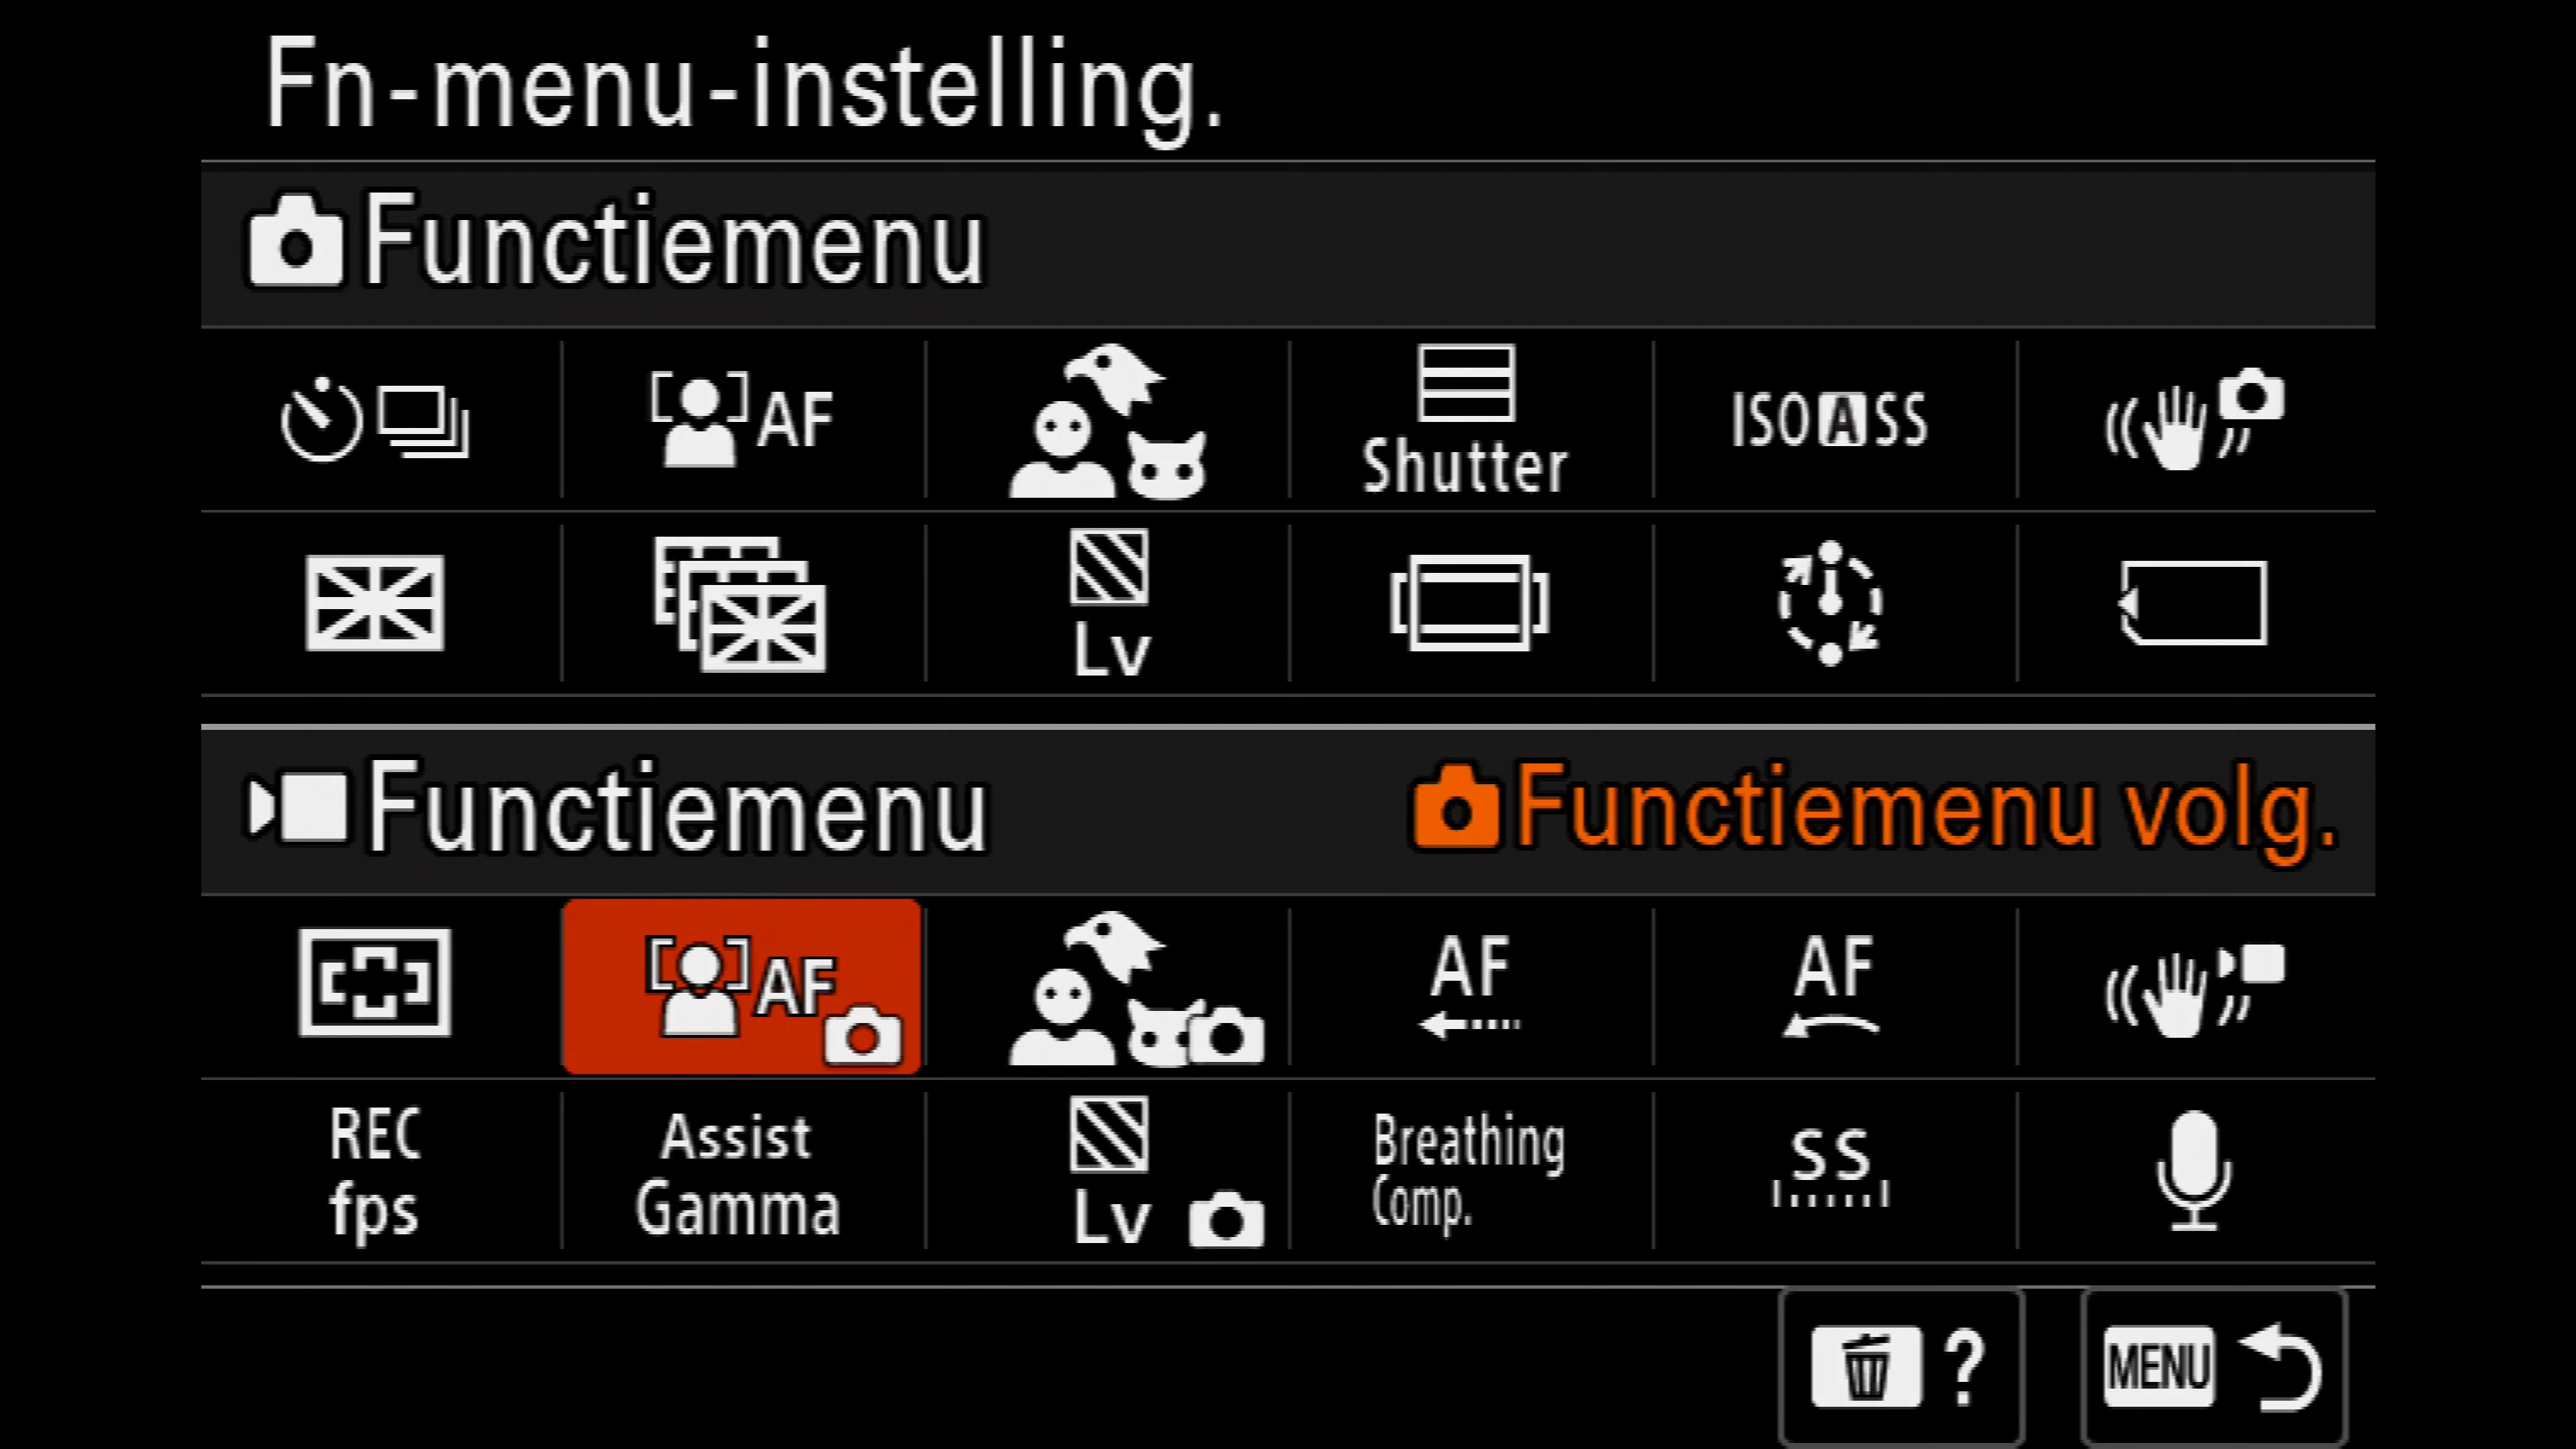 Fn-menu-instelling.
Functiemenu
AF
Shutter
ISO A SS
Lv
Functiemenu
Functiemenu volg.
AF
AF
AF
REC
fps
Assist
Gamma
Lv
Breathing
Comp.
SS
?
MENU